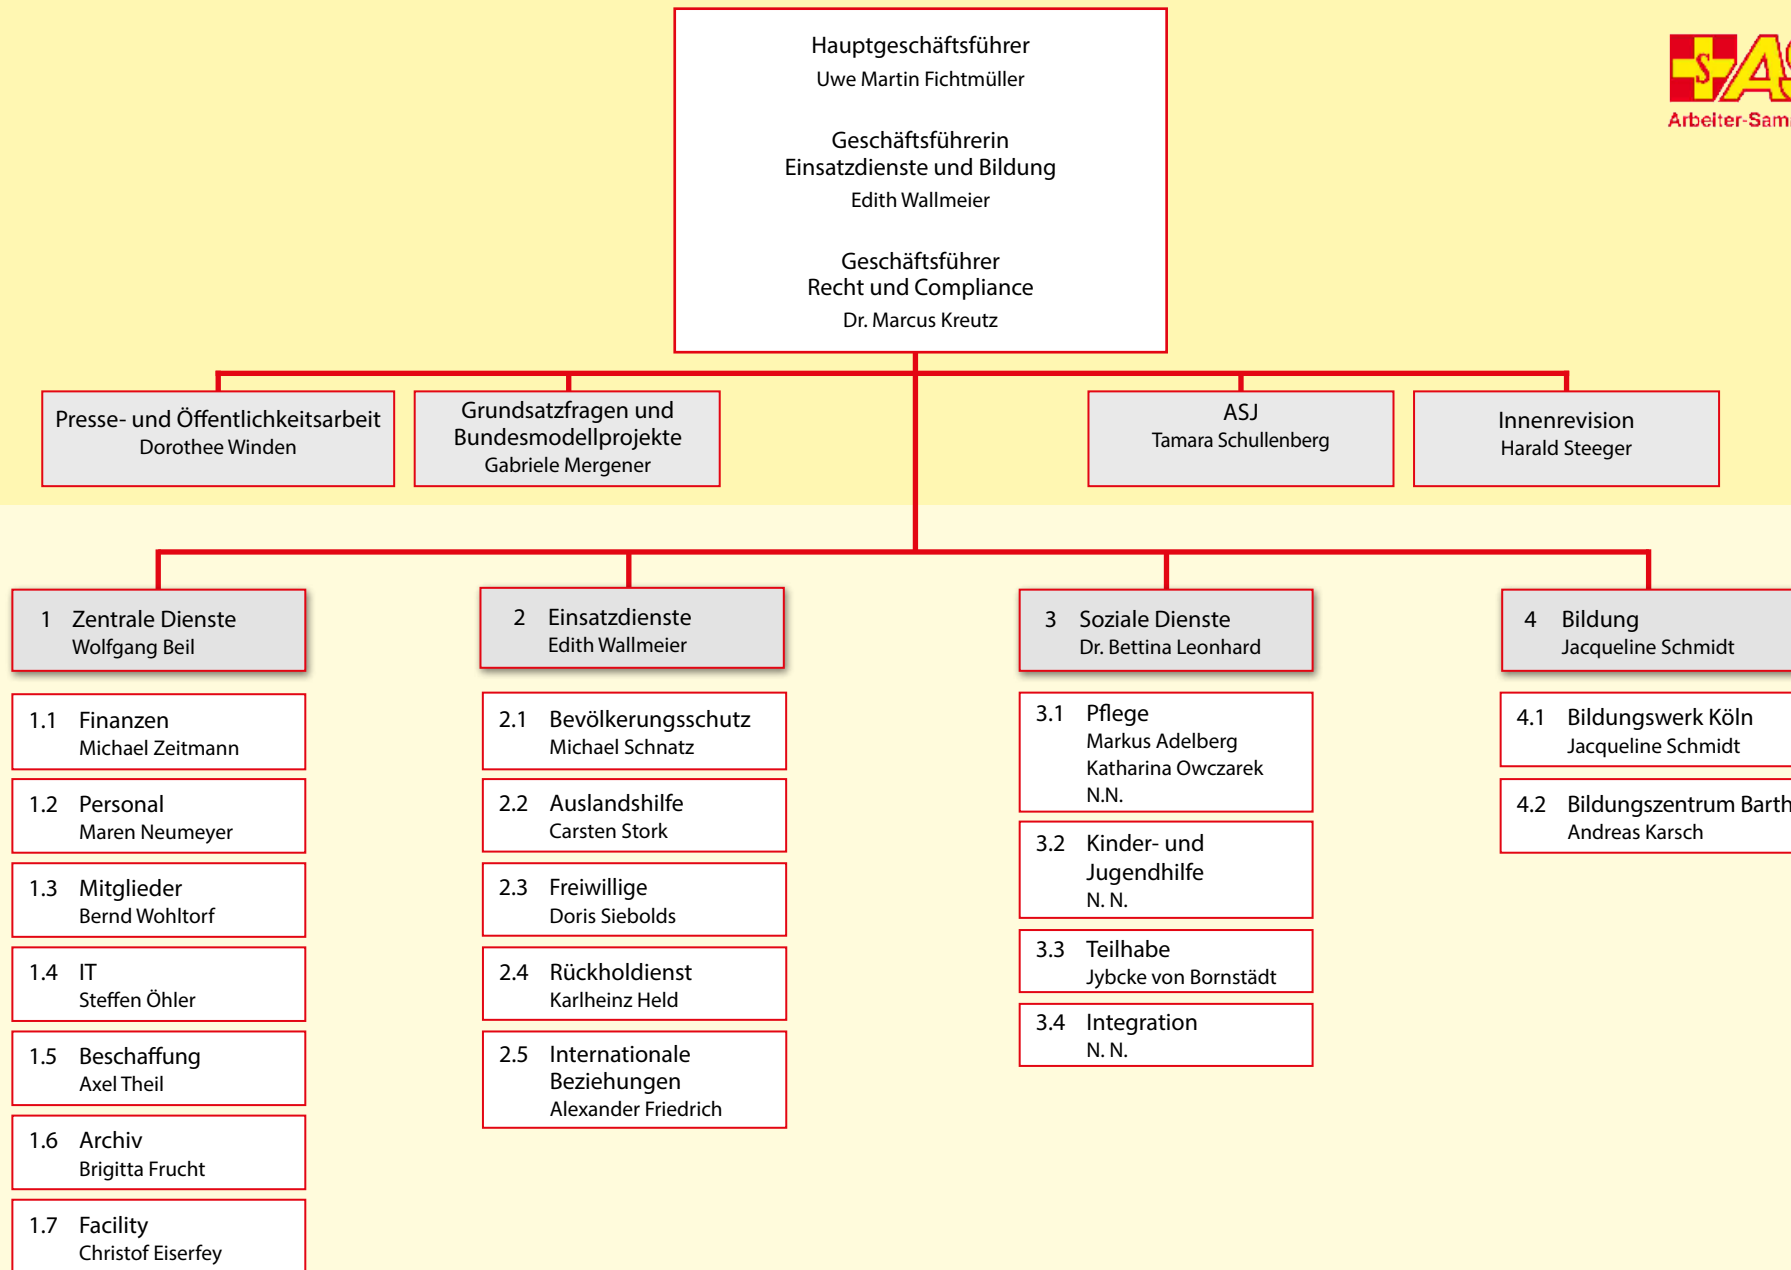 Hauptgeschäftsführer
Uwe Martin Fichtmüller
Geschäftsführerin
Einsatzdienste und Bildung
Edith Wallmeier
Geschäftsführer
Recht und Compliance
Dr. Marcus Kreutz
S
Presse- und Öffentlichkeitsarbeit
Dorothee Winden
Grundsatzfragen und
Bundesmodellprojekte
Gabriele Mergener
ASJ
Tamara Schullenberg
Innenrevision
Harald Steeger
1 Zentrale Dienste
Wolfgang Beil
1.1 Finanzen
Michael Zeitmann
1.2 Personal
Maren Neumeyer
1.3 Mitglieder
Bernd Wohltorf
1.4 IT
Steffen Öhler
1.5 Beschaffung
Axel Theil
1.6 Archiv
Brigitta Frucht
1.7 Facility
Christof Eiserfey
2 Einsatzdienste
Edith Wallmeier
2.1 Bevölkerungsschutz
Michael Schnatz
2.2 Auslandshilfe
Carsten Stork
2.3 Freiwillige
Doris Siebolds
2.4 Rückholdienst
Karlheinz Held
2.5 Internationale
Beziehungen
Alexander Friedrich
3 Soziale Dienste
Dr. Bettina Leonhard
3.1 Pflege
Markus Adelberg
Katharina Owczarek
N.N.
3.2 Kinder- und
Jugendhilfe
N. N.
3.3 Teilhabe
Jybcke von Bornstädt
3.4 Integration
N. N.
4 Bildung
Jacqueline Schmidt
4.1 Bildungswerk Köln
Jacqueline Schmidt
4.2 Bildungszentrum Barth
Andreas Karsch